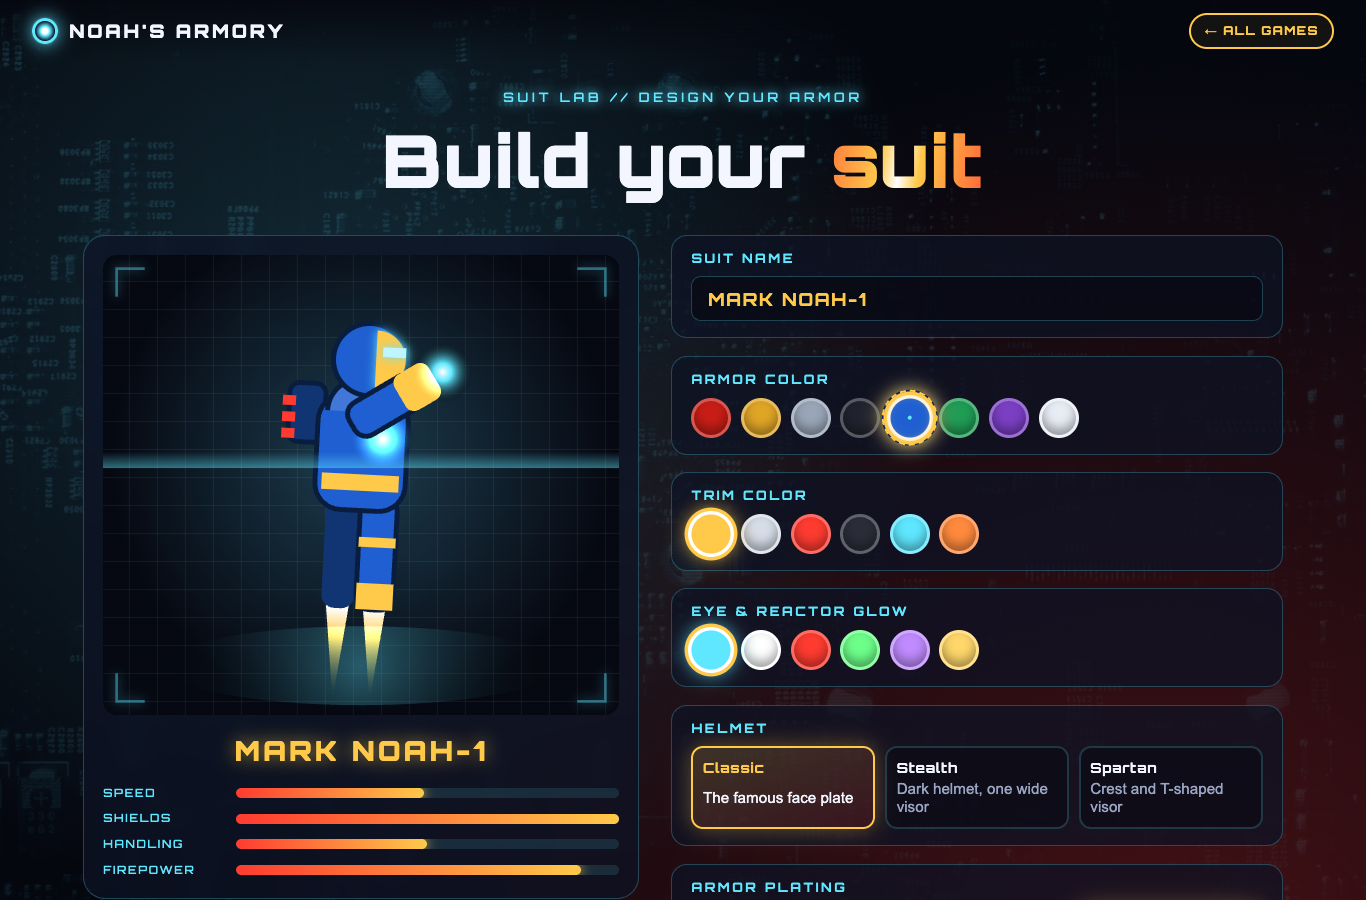 NOAH'S ARMORY
← ALL GAMES
SUIT LAB // DESIGN YOUR ARMOR
Build your suit
SUIT NAME
MARK NOAH-1
ARMOR COLOR
TRIM COLOR
EYE & REACTOR GLOW
HELMET
Classic
The famous face plate
Stealth
Dark helmet, one wide
visor
Spartan
Crest and T-shaped
visor
ARMOR PLATING
MARK NOAH-1
SPEED
SHIELDS
HANDLING
FIREPOWER